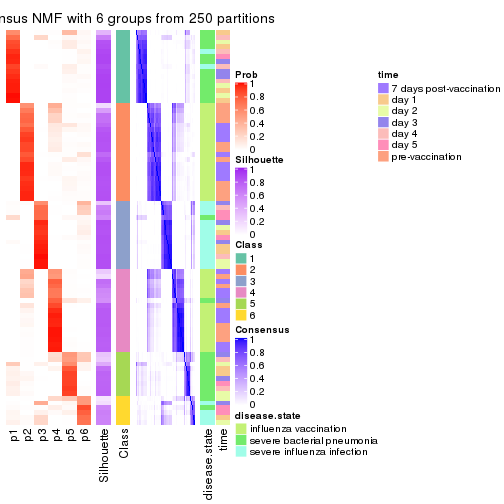 nsus NMF with 6 groups from 250 partitions
Prob
1
0.8
0.6
0.4
0.2
0
Silhouette
1
0.8
0.6
0.4
0.2
0
Class
1
2
3
4
5
6
Consensus
1
0.8
0.6
0.4
0.2
0
disease.state
influenza vaccination
severe bacterial pneumonia
severe influenza infection
time
7 days post-vaccination
day 1
day 2
day 3
day 4
day 5
pre-vaccination
p1
p2
p3
p4
p5
p6
Silhouette
Class
disease.state
time